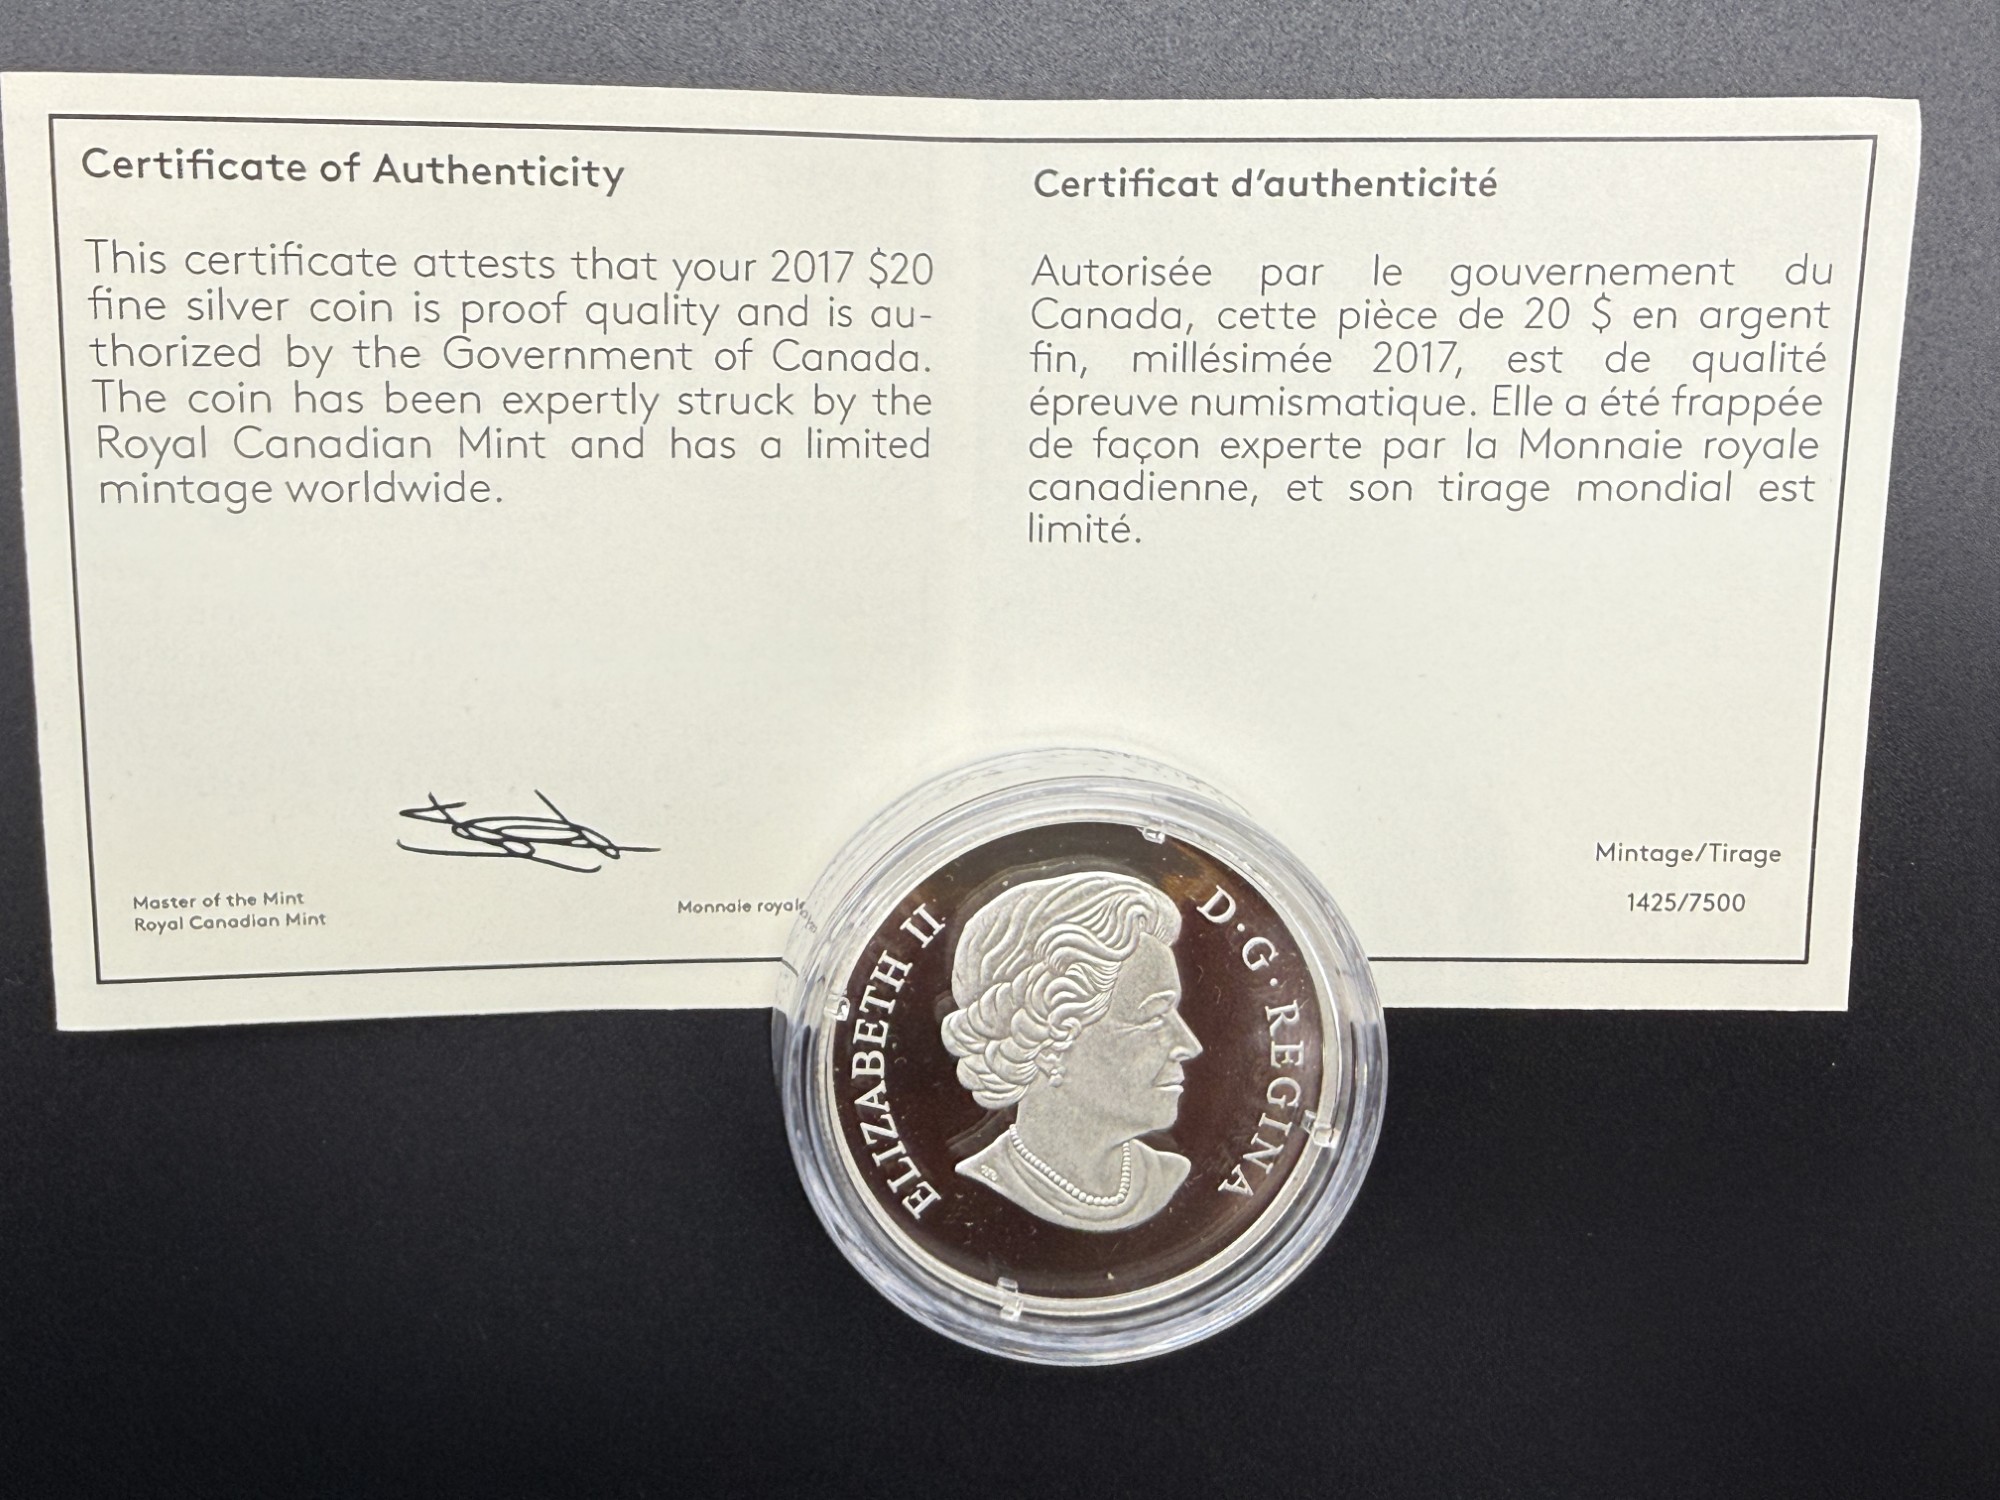 Certificate of Authenticity
This certificate attests that your 2017 $20
fine silver coin is proof quality and is au-
thorized by the Government of Canada.
The coin has been expertly struck by the
Royal Canadian Mint and has a limited
mintage worldwide.
Master of the Mint
Royal Canadian Mint
Monnaie royale
Certificat d'authenticité
Autorisée par le gouvernement du
Canada, cette pièce de 20 $ en argent
fin, millésimée 2017, est de qualité
épreuve numismatique. Elle a été frappée
de façon experte par la Monnaie royale
canadienne, et son tirage mondial est
limité.
Mintage/Tirage
1425/7500
ELIZABETH II
D·G·REGINA